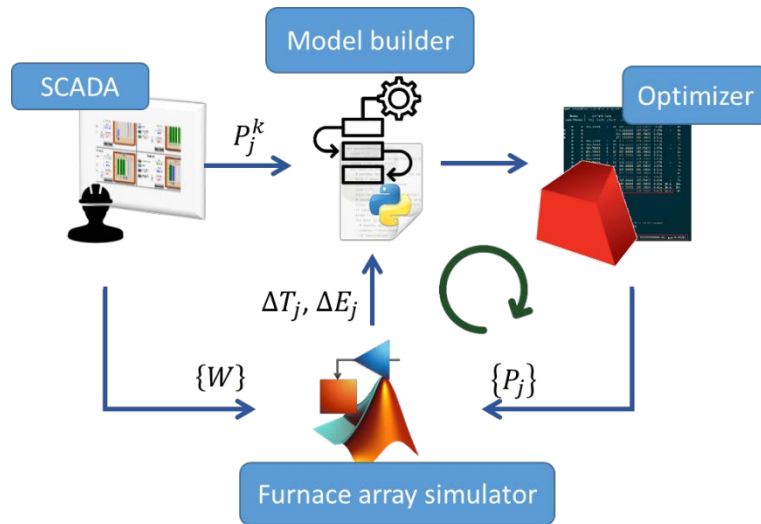 Model builder
SCADA
Optimizer
P_j^k
ΔT_j, ΔE_j
{W}
{P_j}
Furnace array simulator